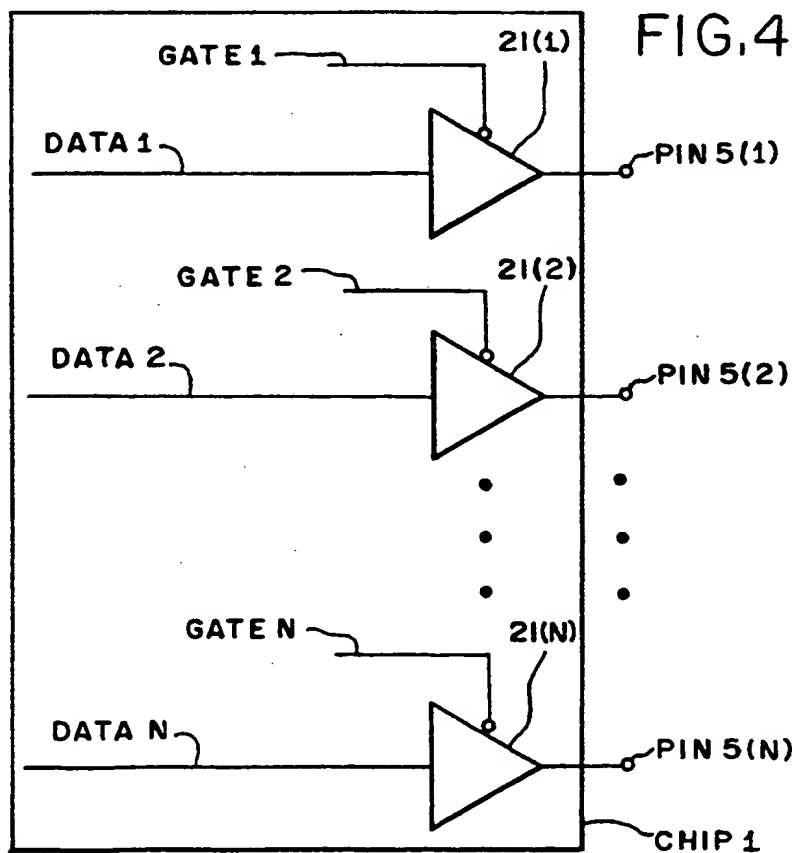 FIG.4
GATE 1
21(1)
DATA 1
PIN 5(1)
GATE 2
21(2)
DATA 2
PIN 5(2)
GATE N
21(N)
DATA N
PIN 5(N)
CHIP 1